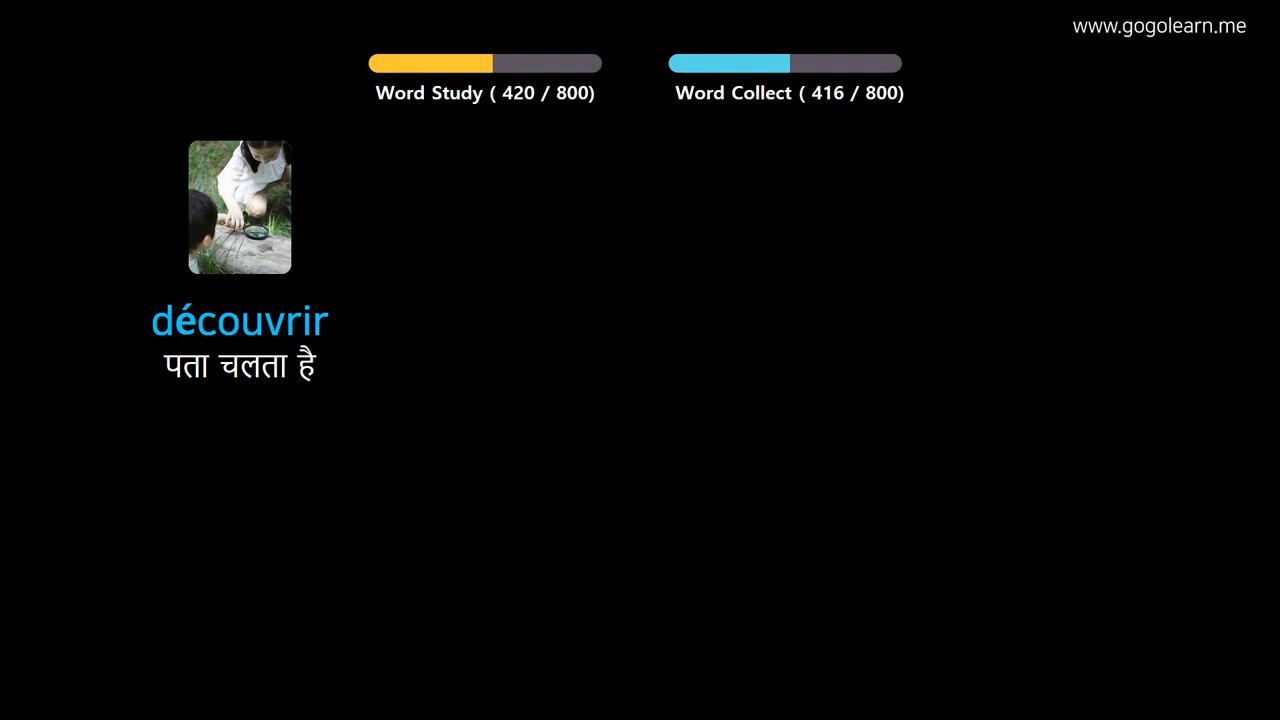 www.gogolearn.me
Word Study ( 420 / 800)
Word Collect ( 416 / 800)
découvrir
पता चलता है